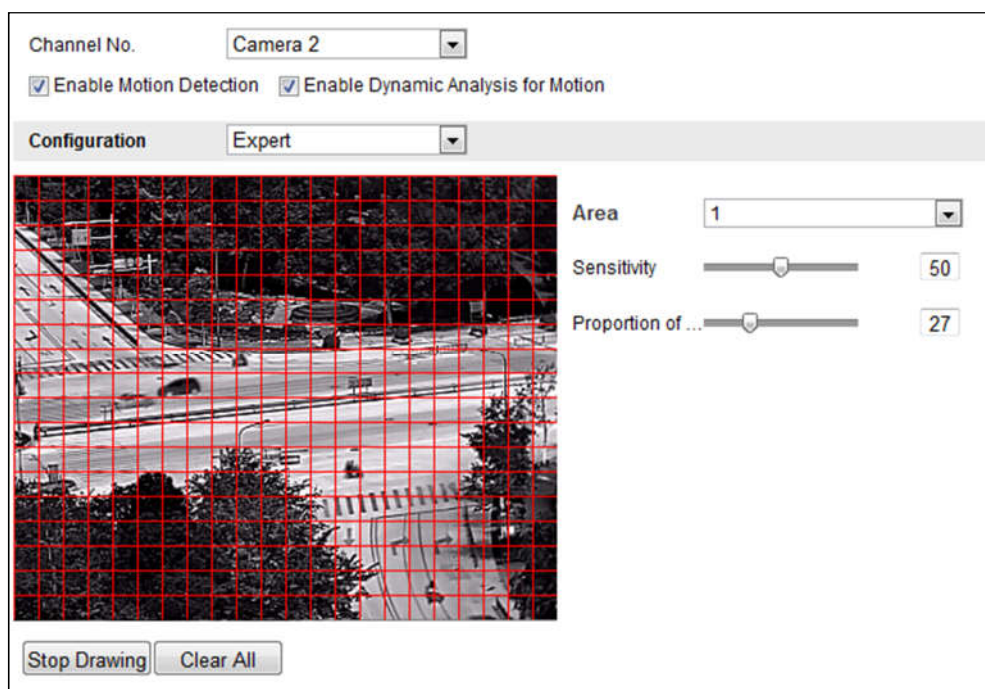 Channel No. Camera 2
Enable Motion Detection Enable Dynamic Analysis for Motion
Configuration Expert
Area 1
Sensitivity 50
Proportion of ... 27
Stop Drawing Clear All